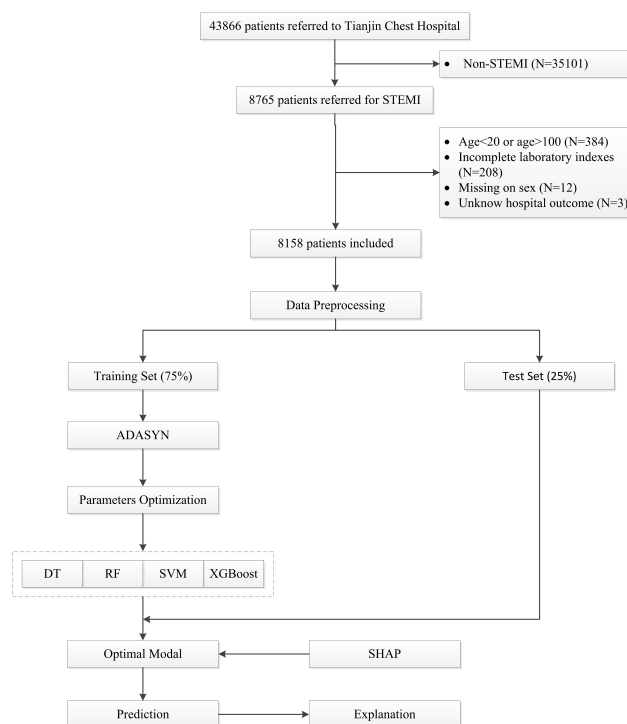 43866 patients referred to Tianjin Chest Hospital
• Non-STEMI (N=35101)
8765 patients referred for STEMI
• Age<20 or age>100 (N=384)
• Incomplete laboratory indexes
(N=208)
• Missing on sex (N=12)
• Unknow hospital outcome (N=3)
8158 patients included
Data Preprocessing
Training Set (75%)
Test Set (25%)
ADASYN
Parameters Optimization
DT
RF
SVM
XGBoost
Optimal Modal
SHAP
Prediction
Explanation